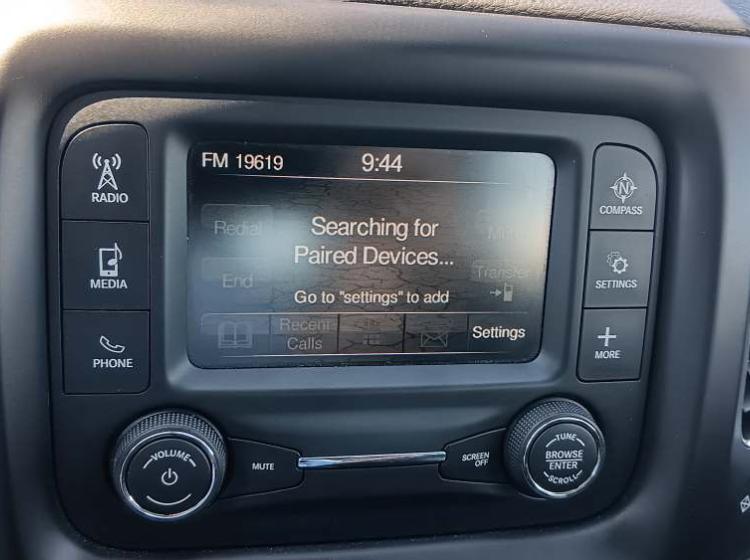 FM 19619 9:44
RADIO
MEDIA
PHONE
Redial
End
Searching for
Paired Devices...
Go to "settings" to add
Transfer
Recent
Calls
Settings
N
COMPASS
SETTINGS
MORE
VOLUME
MUTE
SCREEN
OFF
TUNE
BROWSE
ENTER
SCROLL